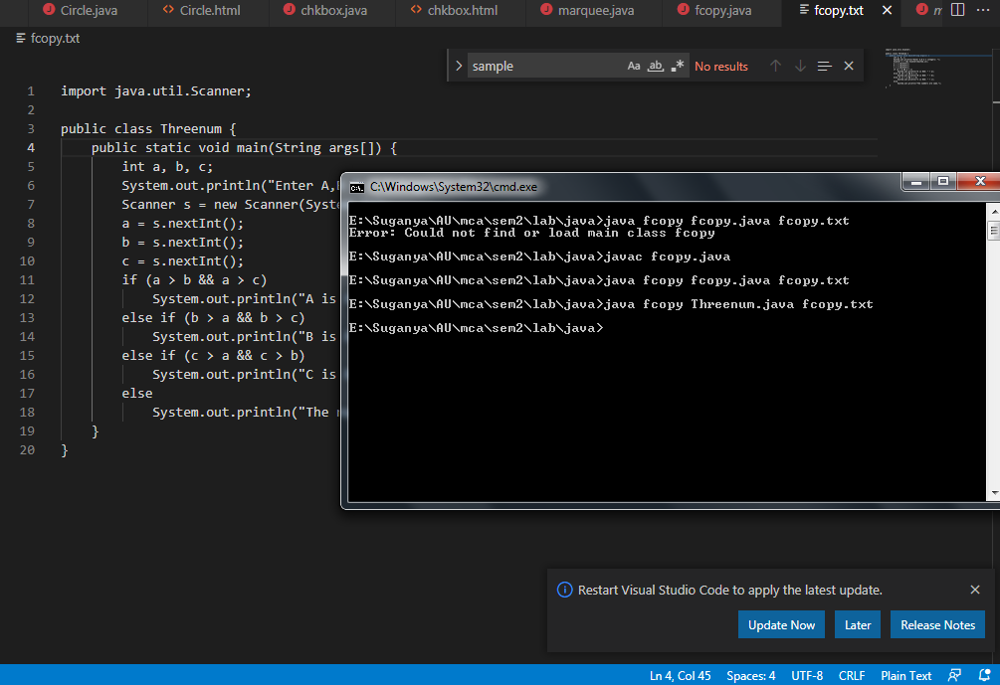 Circle.java Circle.html chkbox.java chkbox.html marquee.java fcopy.java fcopy.txt
fcopy.txt
sample Aa ab No results
1 import java.util.Scanner;
2
3 public class Threenum {
4 public static void main(String args[]) {
5 int a, b, c;
6 System.out.println("Enter A,
7 Scanner s = new Scanner(Syste
8 a = s.nextInt();
9 b = s.nextInt();
10 c = s.nextInt();
11 if (a > b && a > c)
12 System.out.println("A is
13 else if (b > a && b > c)
14 System.out.println("B is
15 else if (c > a && c > b)
16 System.out.println("C is
17 else
18 System.out.println("The
19 }
20 }
C:\Windows\System32\cmd.exe
E:\Suganya\AU\mca\sem2\lab\java>java fcopy fcopy.java fcopy.txt
Error: Could not find or load main class fcopy
E:\Suganya\AU\mca\sem2\lab\java>javac fcopy.java
E:\Suganya\AU\mca\sem2\lab\java>java fcopy fcopy.java fcopy.txt
E:\Suganya\AU\mca\sem2\lab\java>java fcopy Threenum.java fcopy.txt
E:\Suganya\AU\mca\sem2\lab\java>
Restart Visual Studio Code to apply the latest update.
Update Now Later Release Notes
Ln 4, Col 45 Spaces: 4 UTF-8 CRLF Plain Text